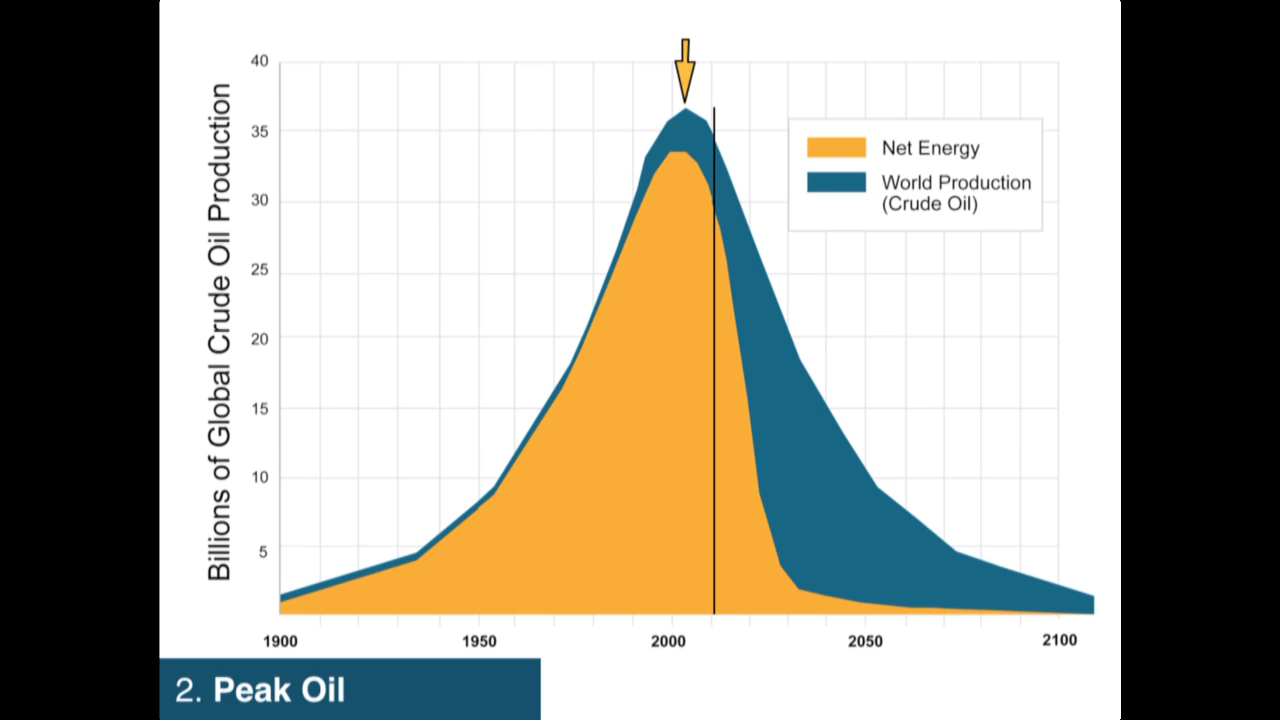 Billions of Global Crude Oil Production
40
35
30
25
20
15
10
5
Net Energy
World Production
(Crude Oil)
1900 1950 2000 2050 2100
2. Peak Oil